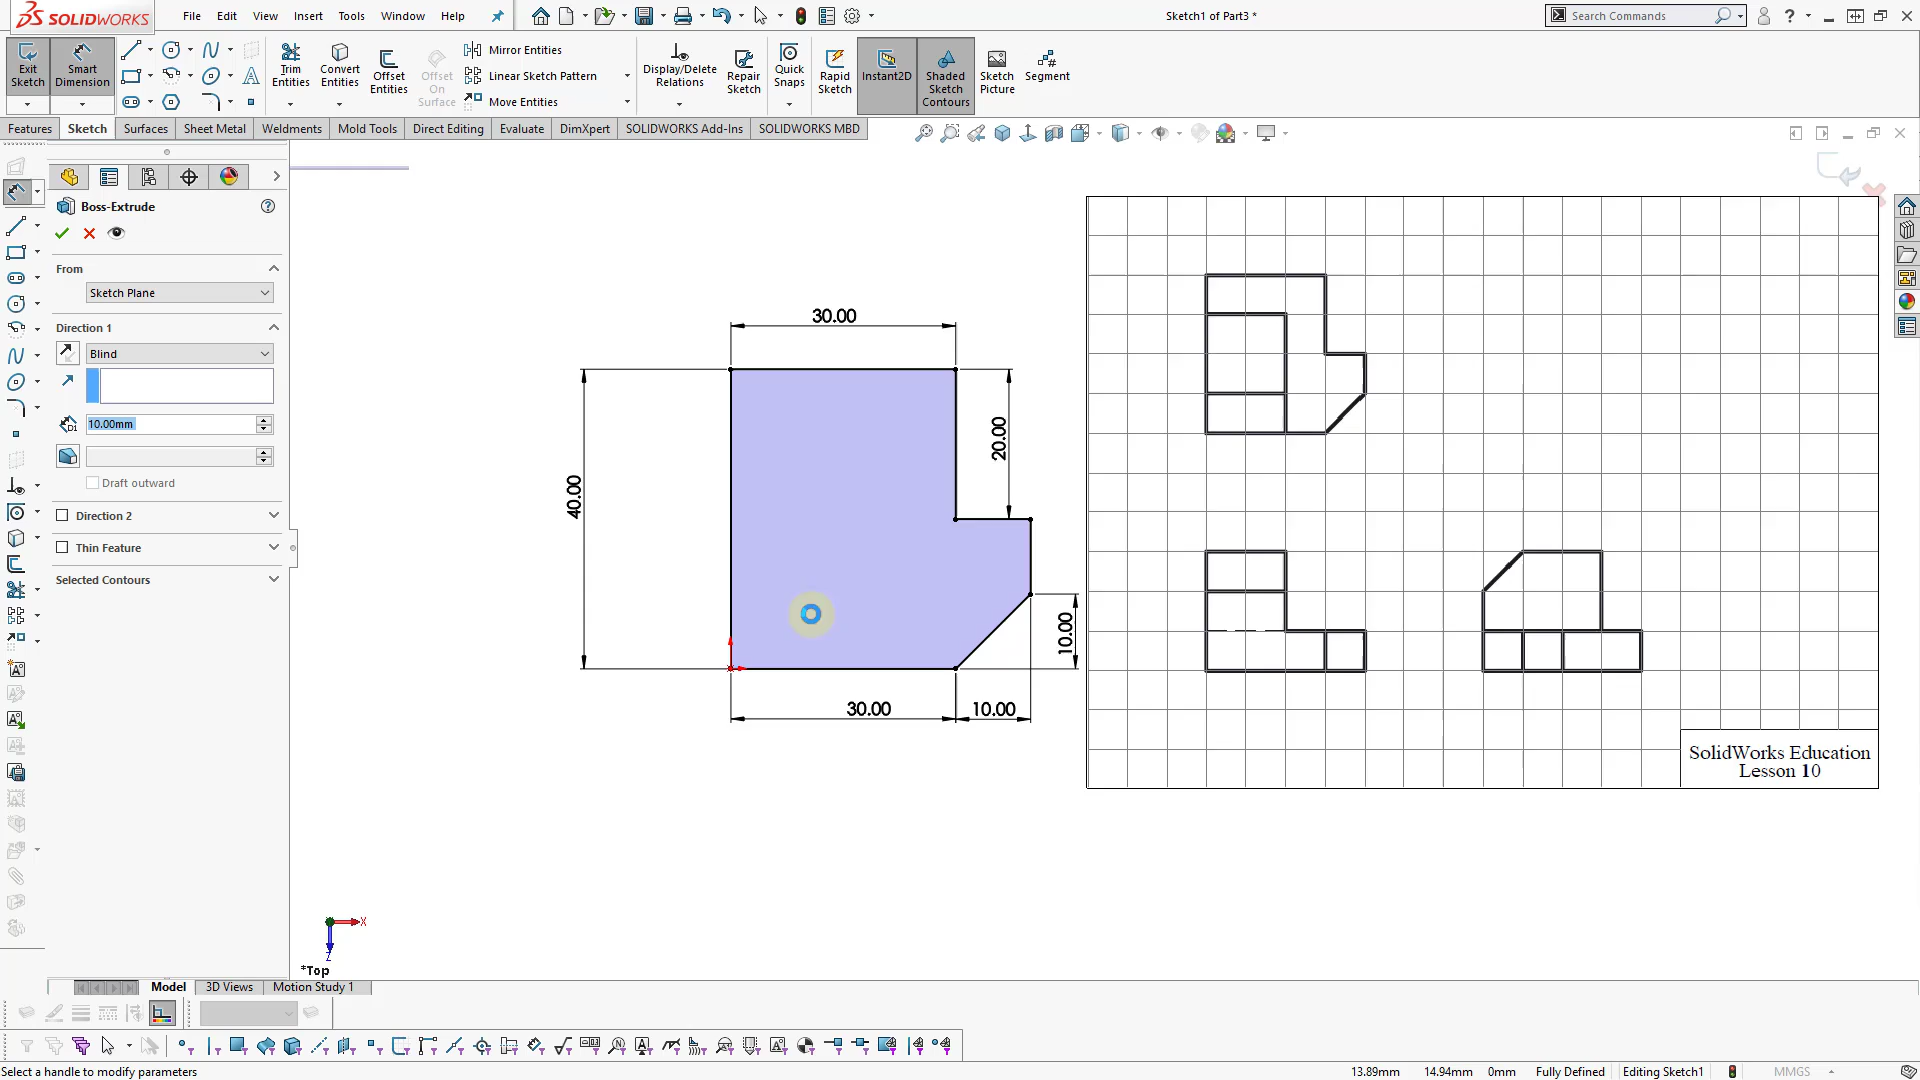 SOLIDWORKS
File Edit View Insert Tools Window Help
Sketch1 of Part3 *
Search Commands
Exit Sketch
Smart Dimension
Trim Entities
Convert Entities
Offset Entities
Offset On Surface
Mirror Entities
Linear Sketch Pattern
Move Entities
Display/Delete Relations
Repair Sketch
Quick Snaps
Rapid Sketch
Instant2D
Shaded Sketch Contours
Sketch Picture
Segment
Features Sketch Surfaces Sheet Metal Weldments Mold Tools Direct Editing Evaluate DimXpert SOLIDWORKS Add-Ins SOLIDWORKS MBD
Boss-Extrude
From
Sketch Plane
Direction 1
Blind
D1
10.00mm
Draft outward
Direction 2
Thin Feature
Selected Contours
30.00
20.00
40.00
10.00
30.00
10.00
SolidWorks Education
Lesson 10
X
Z
*Top
Model 3D Views Motion Study 1
Select a handle to modify parameters
13.89mm 14.94mm 0mm Fully Defined Editing Sketch1 MMGS